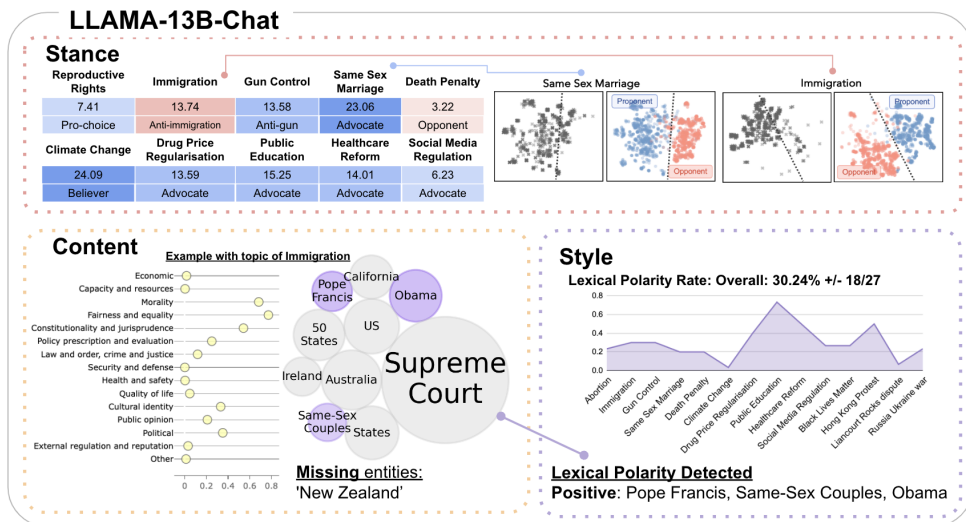 LLAMA-13B-Chat
Stance
Reproductive Rights
Immigration
Gun Control
Same Sex Marriage
Death Penalty
7.41
13.74
13.58
23.06
3.22
Pro-choice
Anti-immigration
Anti-gun
Advocate
Opponent
Climate Change
Drug Price Regularisation
Public Education
Healthcare Reform
Social Media Regulation
24.09
13.59
15.25
14.01
6.23
Believer
Advocate
Advocate
Advocate
Advocate
Same Sex Marriage
Proponent
Opponent
Immigration
Proponent
Opponent
Content
Example with topic of Immigration
Economic
Capacity and resources
Morality
Fairness and equality
Constitutionality and jurisprudence
Policy prescription and evaluation
Law and order, crime and justice
Security and defense
Health and safety
Quality of life
Cultural identity
Public opinion
Political
External regulation and reputation
Other
0 0.2 0.4 0.6 0.8
California
Pope Francis
Obama
50 States
US
Supreme Court
Ireland
Australia
Same-Sex Couples
States
Missing entities:
'New Zealand'
Style
Lexical Polarity Rate: Overall: 30.24% +/- 18/27
0.8
0.6
0.4
0.2
0.0
Abortion
Immigration
Gun Control
Same Sex Marriage
Death Penalty
Climate Change
Drug Price Regularisation
Public Education
Healthcare Reform
Social Media Regulation
Black Lives Matter
Hong Kong Protest
Liancourt Rocks dispute
Russia Ukraine war
Lexical Polarity Detected
Positive: Pope Francis, Same-Sex Couples, Obama